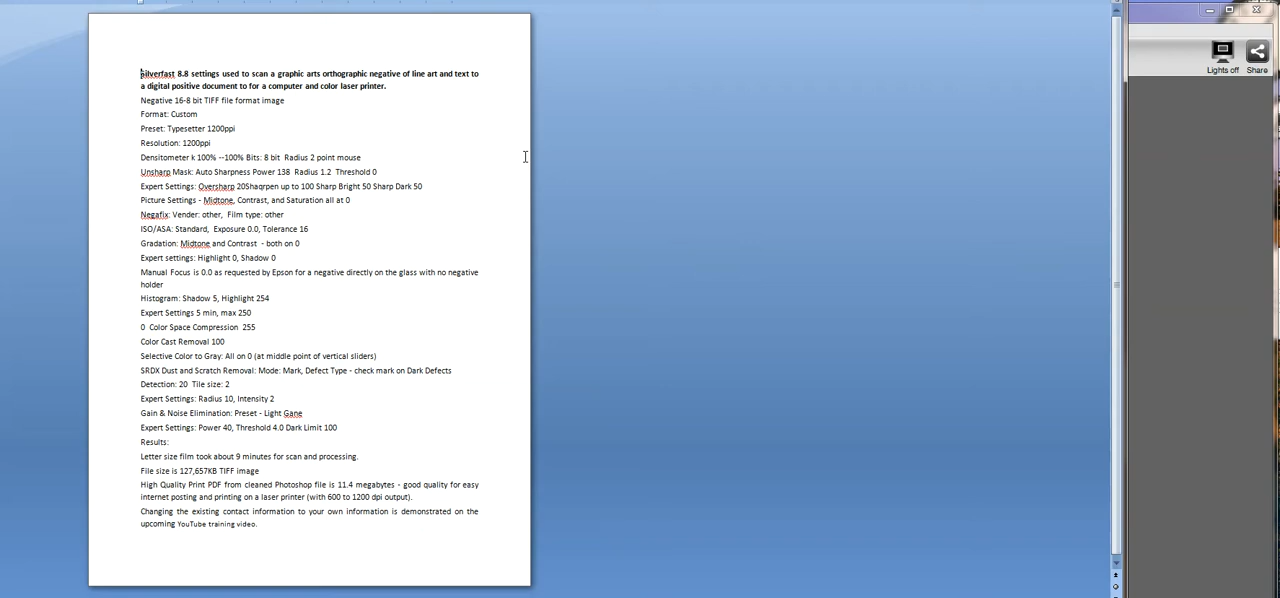 Silverfast 8.8 settings used to scan a graphic arts orthographic negative of line art and text to
a digital positive document to for a computer and color laser printer.
Negative 16-8 bit TIFF file format image
Format: Custom
Preset: Typesetter 1200ppi
Resolution: 1200ppi
Densitometer k 100% --100% Bits: 8 bit  Radius 2 point mouse
Unsharp Mask: Auto Sharpness Power 138  Radius 1.2  Threshold 0
Expert Settings: Oversharp 20Shaqrpen up to 100 Sharp Bright 50 Sharp Dark 50
Picture Settings - Midtone, Contrast, and Saturation all at 0
Negafix: Vender: other,  Film type: other
ISO/ASA: Standard,  Exposure 0.0, Tolerance 16
Gradation: Midtone and Contrast  - both on 0
Expert settings: Highlight 0, Shadow 0
Manual Focus is 0.0 as requested by Epson for a negative directly on the glass with no negative
holder
Histogram: Shadow 5, Highlight 254
Expert Settings 5 min, max 250
0  Color Space Compression  255
Color Cast Removal 100
Selective Color to Gray: All on 0 (at middle point of vertical sliders)
SRDX Dust and Scratch Removal: Mode: Mark, Defect Type - check mark on Dark Defects
Detection: 20  Tile size: 2
Expert Settings: Radius 10, Intensity 2
Gain & Noise Elimination: Preset - Light Gane
Expert Settings: Power 40, Threshold 4.0 Dark Limit 100
Results:
Letter size film took about 9 minutes for scan and processing.
File size is 127,657KB TIFF image
High Quality Print PDF from cleaned Photoshop file is 11.4 megabytes - good quality for easy
internet posting and printing on a laser printer (with 600 to 1200 dpi output).
Changing the existing contact information to your own information is demonstrated on the
upcoming YouTube training video.
Lights off Share